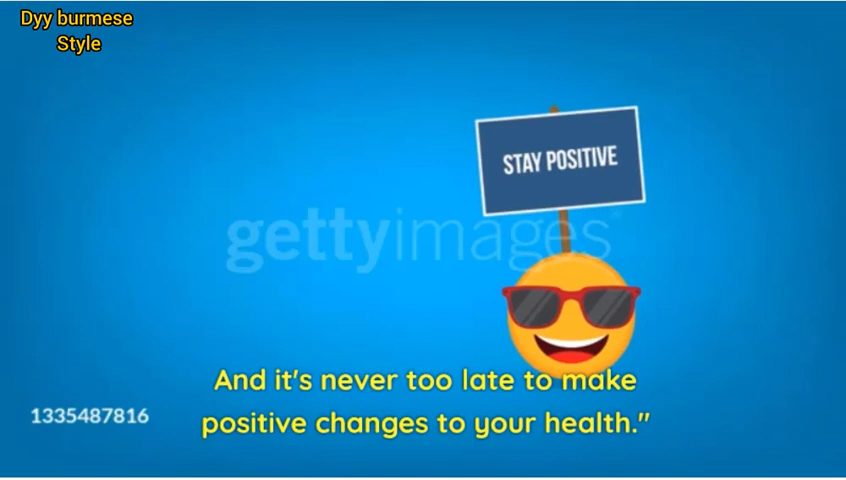 Dyy burmese
Style
STAY POSITIVE
gettyimages
And it's never too late to make
positive changes to your health."
1335487816